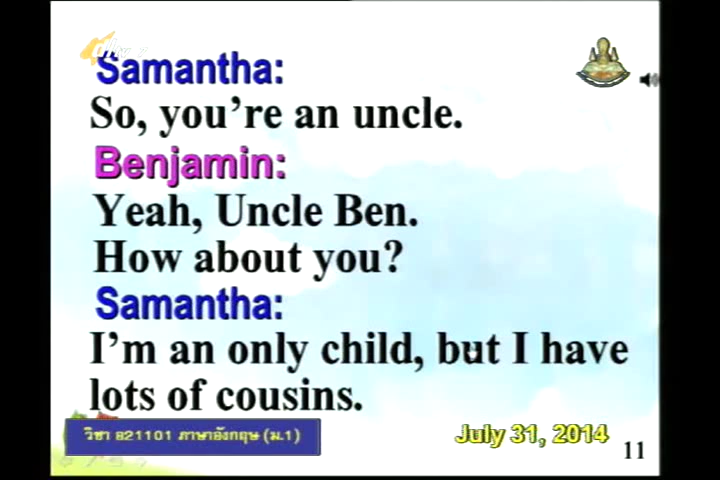 Samantha:
So, you're an uncle.
Benjamin:
Yeah, Uncle Ben.
How about you?
Samantha:
I'm an only child, but I have
lots of cousins.
วิชา อ21101 ภาษาอังกฤษ (ม.1)
July 31, 2014
11